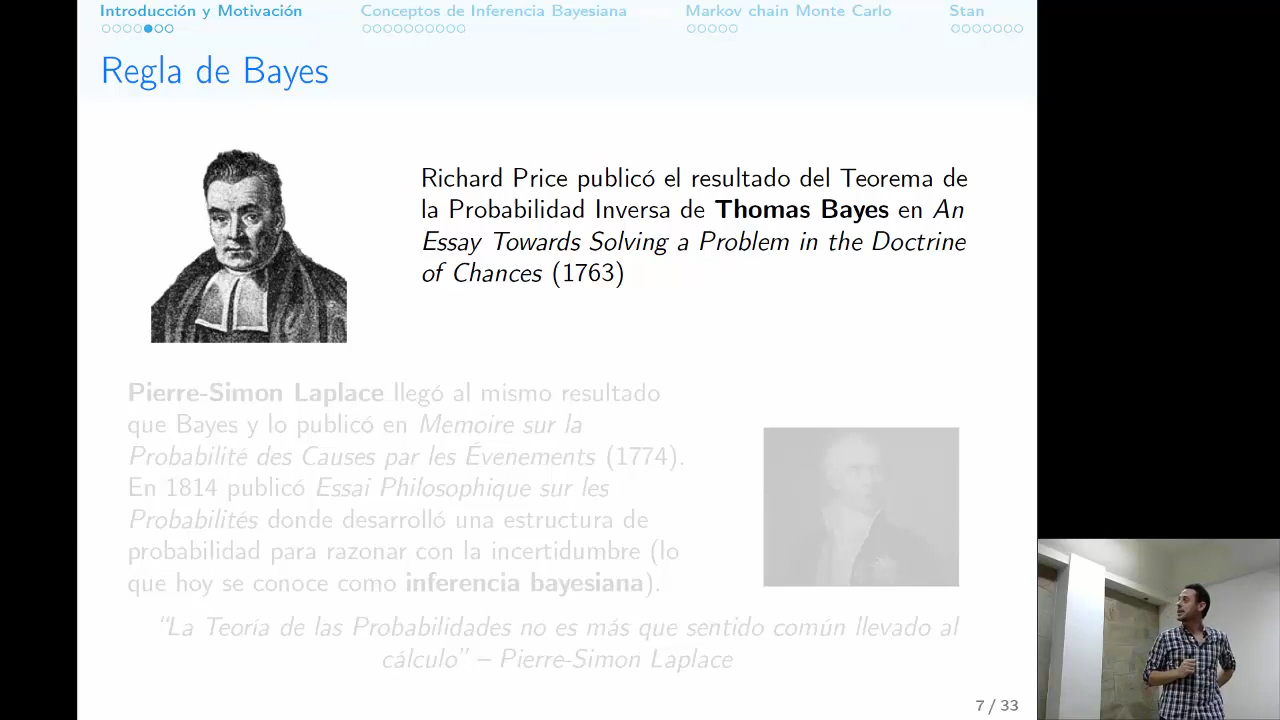 Introducción y Motivación Conceptos de Inferencia Bayesiana Markov chain Monte Carlo Stan
Regla de Bayes
Richard Price publicó el resultado del Teorema de
la Probabilidad Inversa de Thomas Bayes en An
Essay Towards Solving a Problem in the Doctrine
of Chances (1763)
Pierre-Simon Laplace llegó al mismo resultado
que Bayes y lo publicó en Memoire sur la
Probabilité des Causes par les Évenements (1774).
En 1814 publicó Essai Philosophique sur les
Probabilités donde desarrolló una estructura de
probabilidad para razonar con la incertidumbre (lo
que hoy se conoce como inferencia bayesiana).
“La Teoría de las Probabilidades no es más que sentido común llevado al
cálculo” – Pierre-Simon Laplace
7 / 33